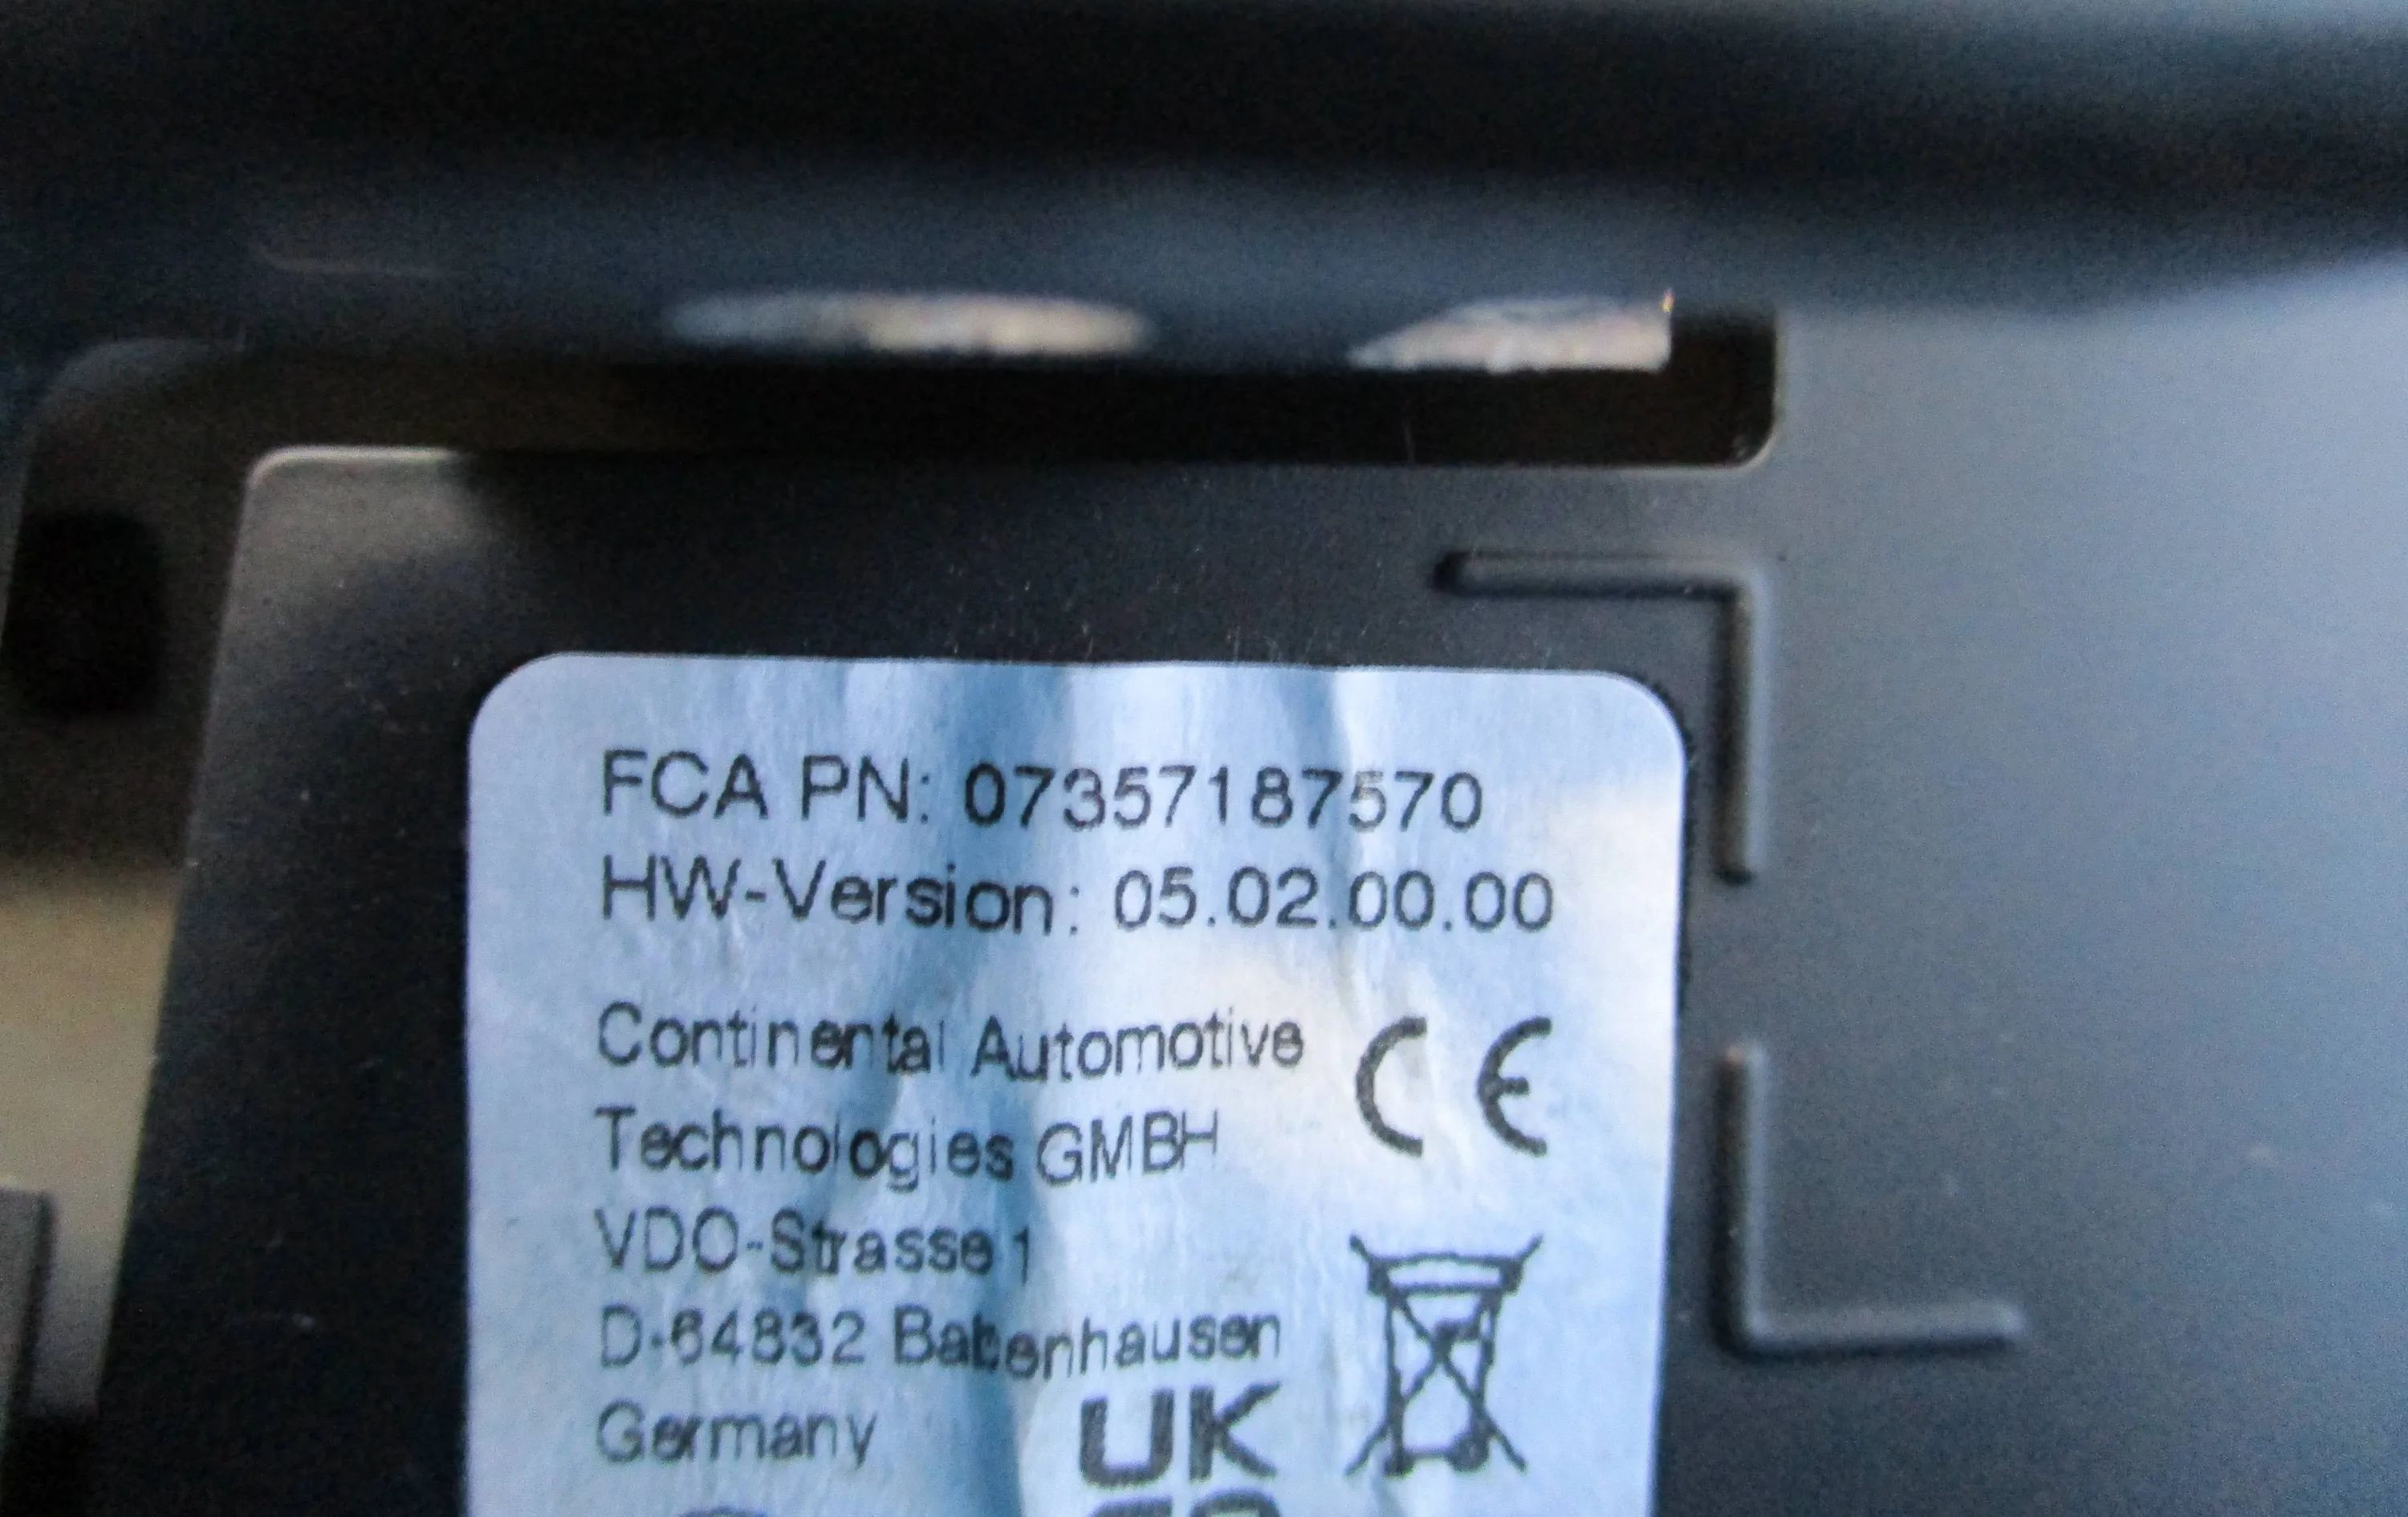 FCA PN: 07357187570
HW-Version: 05.02.00.00
Continental Automotive
Technologies GMBH
CE
VDO-Strasse 1
D-64832 Babenhausen
Germany
UK